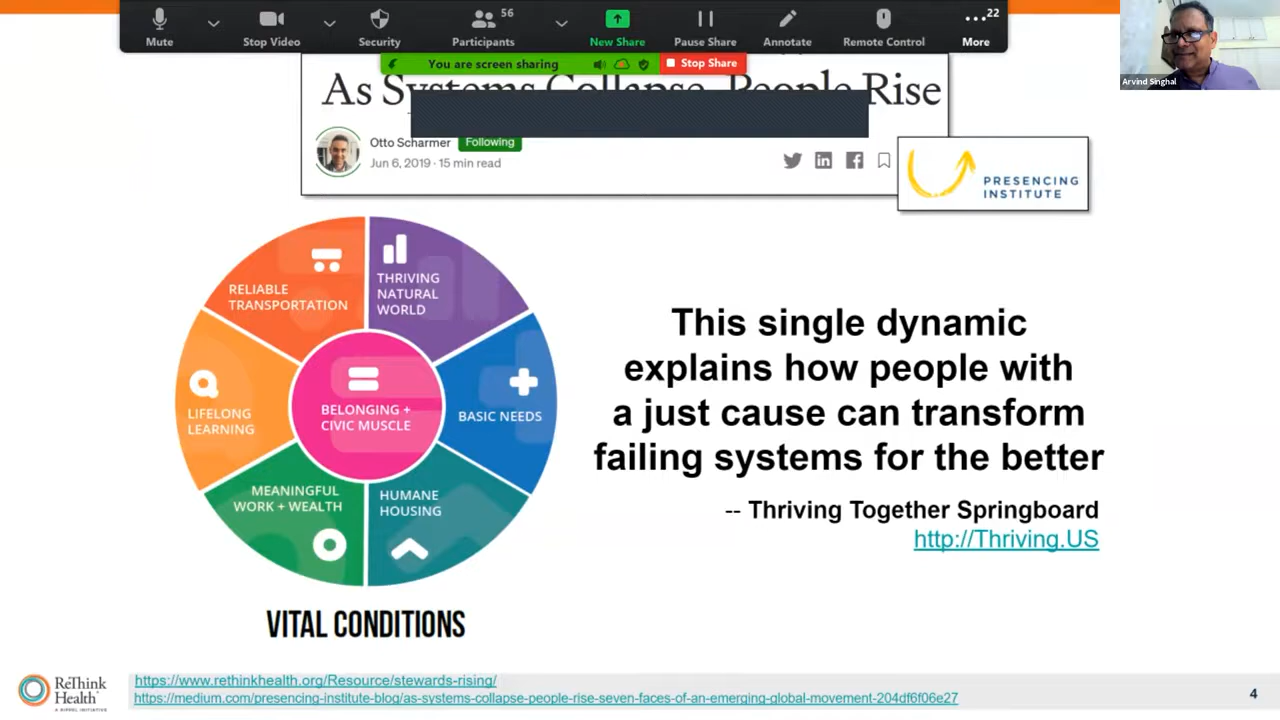 56
22
Mute
Stop Video
Security
Participants
New Share
Pause Share
Annotate
Remote Control
More
You are screen sharing
Stop Share
Arvind Singhal
As Systems Collapse, People Rise
Otto Scharmer
Following
Jun 6, 2019 · 15 min read
PRESENCING
INSTITUTE
RELIABLE
TRANSPORTATION
THRIVING
NATURAL
WORLD
LIFELONG
LEARNING
BELONGING +
CIVIC MUSCLE
BASIC NEEDS
MEANINGFUL
WORK + WEALTH
HUMANE
HOUSING
VITAL CONDITIONS
This single dynamic
explains how people with
a just cause can transform
failing systems for the better
-- Thriving Together Springboard
http://Thriving.US
ReThink
Health
A RIPPEL INITIATIVE
https://www.rethinkhealth.org/Resource/stewards-rising/
https://medium.com/presencing-institute-blog/as-systems-collapse-people-rise-seven-faces-of-an-emerging-global-movement-204df6f06e27
4